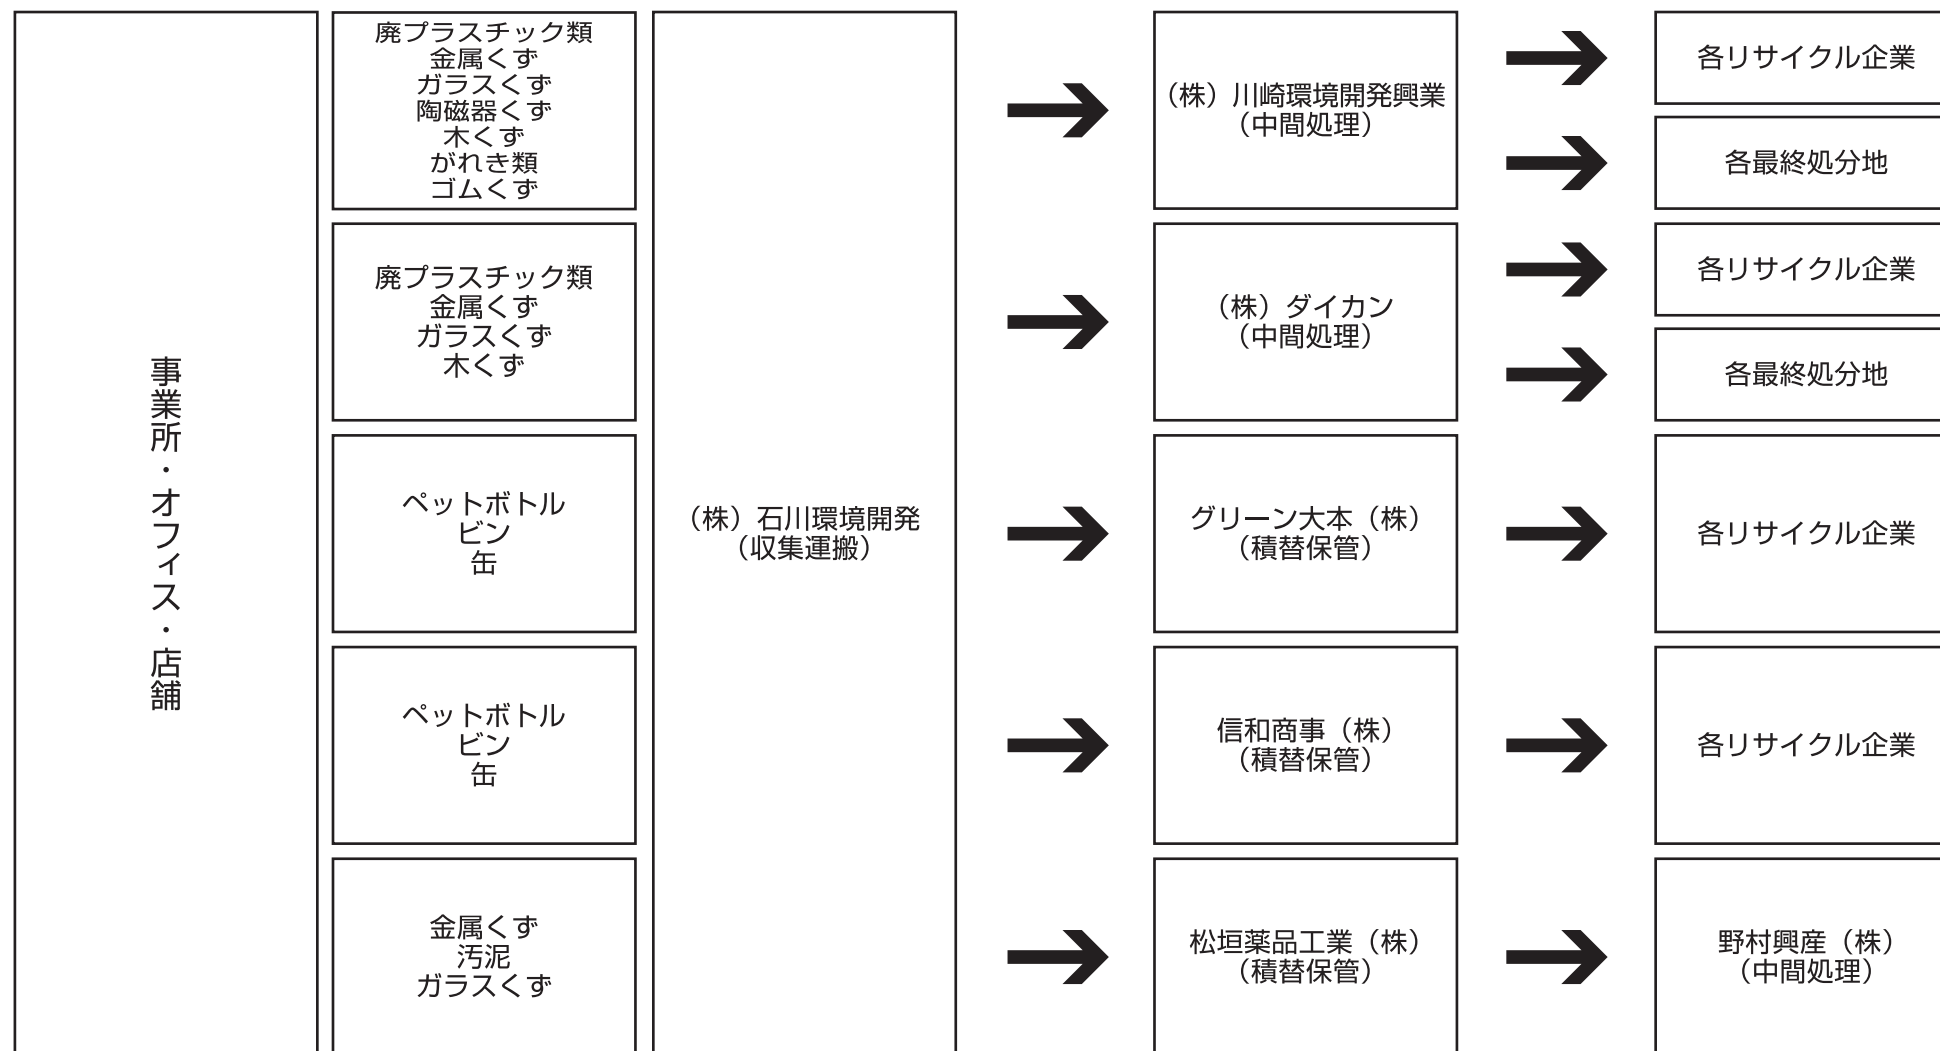 事業所・オフィス・店舗
廃プラスチック類
金属くず
ガラスくず
陶磁器くず
木くず
がれき類
ゴムくず
廃プラスチック類
金属くず
ガラスくず
木くず
ペットボトル
ビン
缶
ペットボトル
ビン
缶
金属くず
汚泥
ガラスくず
（株）石川環境開発
（収集運搬）
（株）川崎環境開発興業
（中間処理）
（株）ダイカン
（中間処理）
グリーン大本（株）
（積替保管）
信和商事（株）
（積替保管）
松垣薬品工業（株）
（積替保管）
各リサイクル企業
各最終処分地
各リサイクル企業
各最終処分地
各リサイクル企業
各リサイクル企業
野村興産（株）
（中間処理）